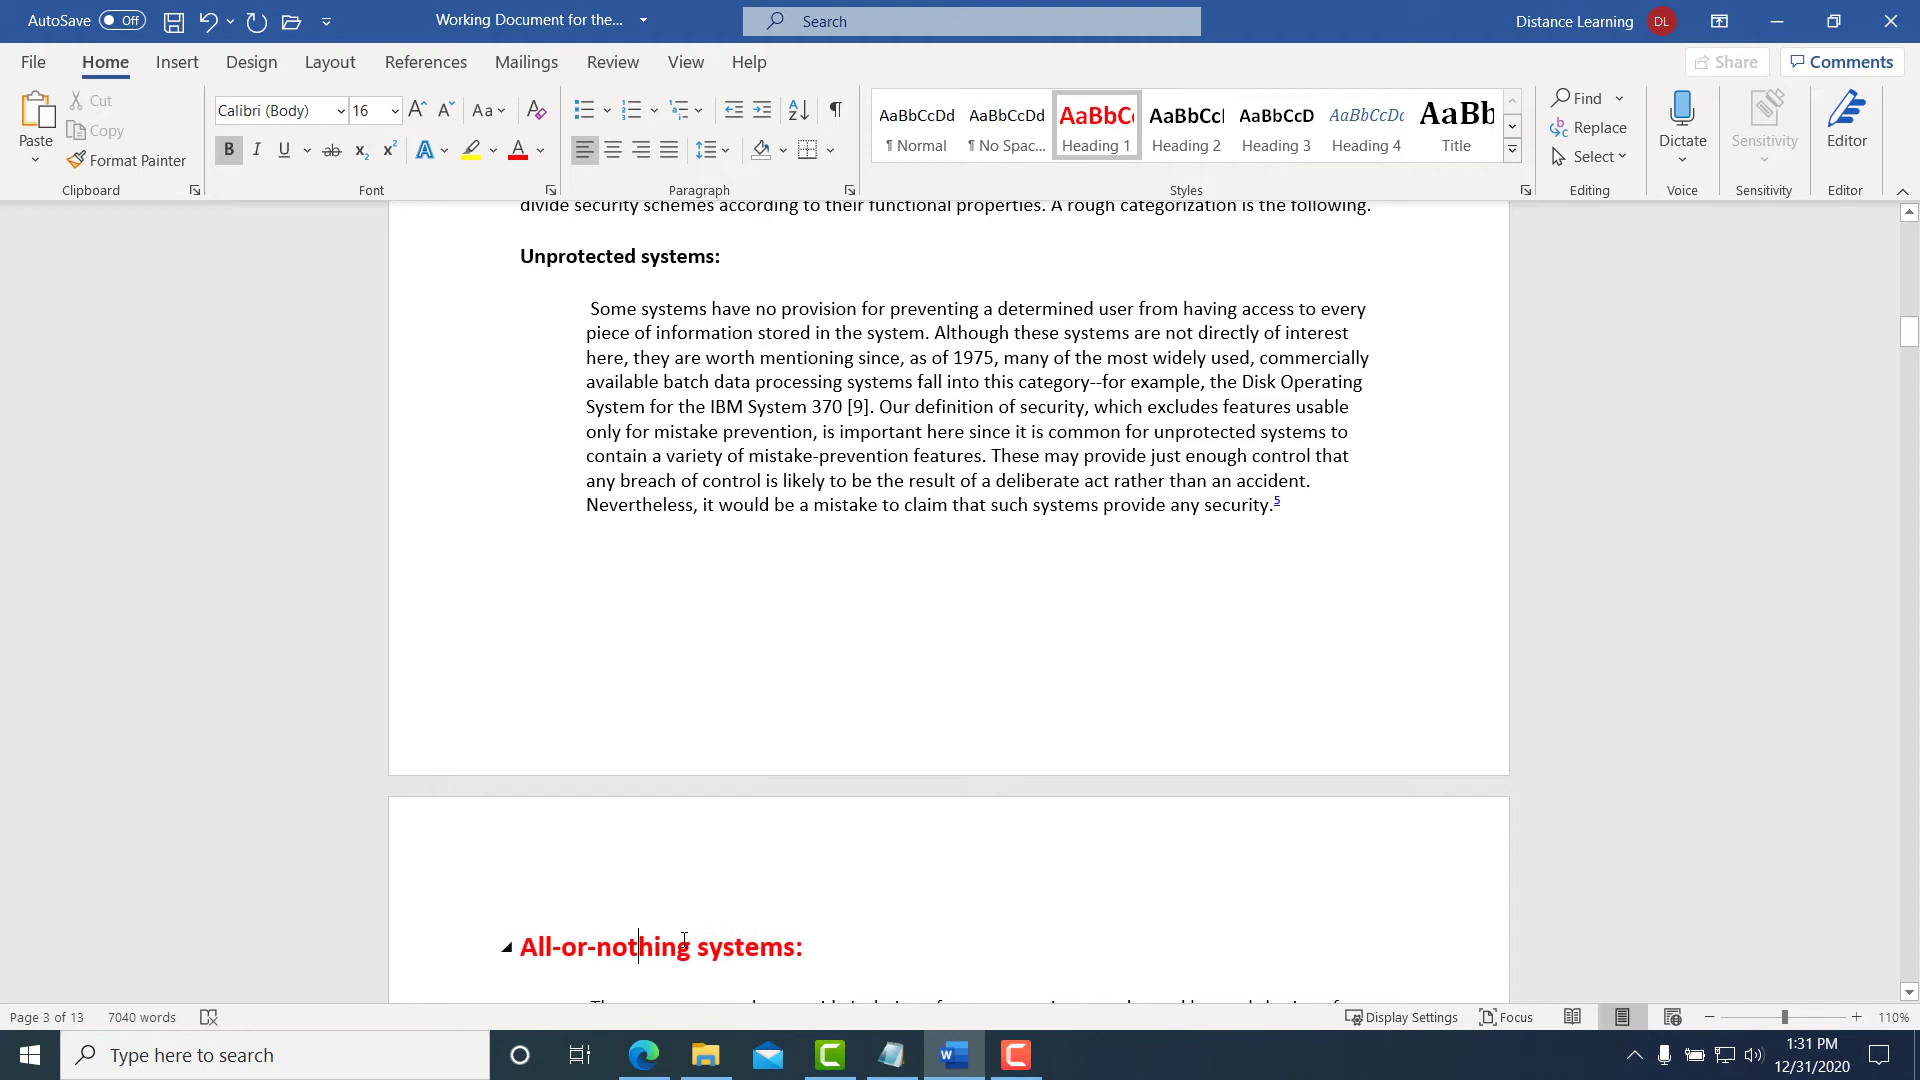 AutoSave Off Working Document for the... Search Distance Learning DL
File Home Insert Design Layout References Mailings Review View Help Share Comments
Paste Cut Copy Format Painter
Calibri (Body) 16 Aa
B I U ab x2 x2 A A
AaBbCcDd ¶ Normal
AaBbCcDd ¶ No Spac...
AaBbC Heading 1
AaBbCcI Heading 2
AaBbCcD Heading 3
AaBbCcDc Heading 4
AaBb Title
Find Replace Select
Dictate Sensitivity Editor
Clipboard Font Paragraph Styles Editing Voice Sensitivity Editor
divide security schemes according to their functional properties. A rough categorization is the following.
Unprotected systems:
Some systems have no provision for preventing a determined user from having access to every
piece of information stored in the system. Although these systems are not directly of interest
here, they are worth mentioning since, as of 1975, many of the most widely used, commercially
available batch data processing systems fall into this category--for example, the Disk Operating
System for the IBM System 370 [9]. Our definition of security, which excludes features usable
only for mistake prevention, is important here since it is common for unprotected systems to
contain a variety of mistake-prevention features. These may provide just enough control that
any breach of control is likely to be the result of a deliberate act rather than an accident.
Nevertheless, it would be a mistake to claim that such systems provide any security.5
All-or-nothing systems:
Page 3 of 13 7040 words Display Settings Focus 110%
Type here to search
1:31 PM
12/31/2020